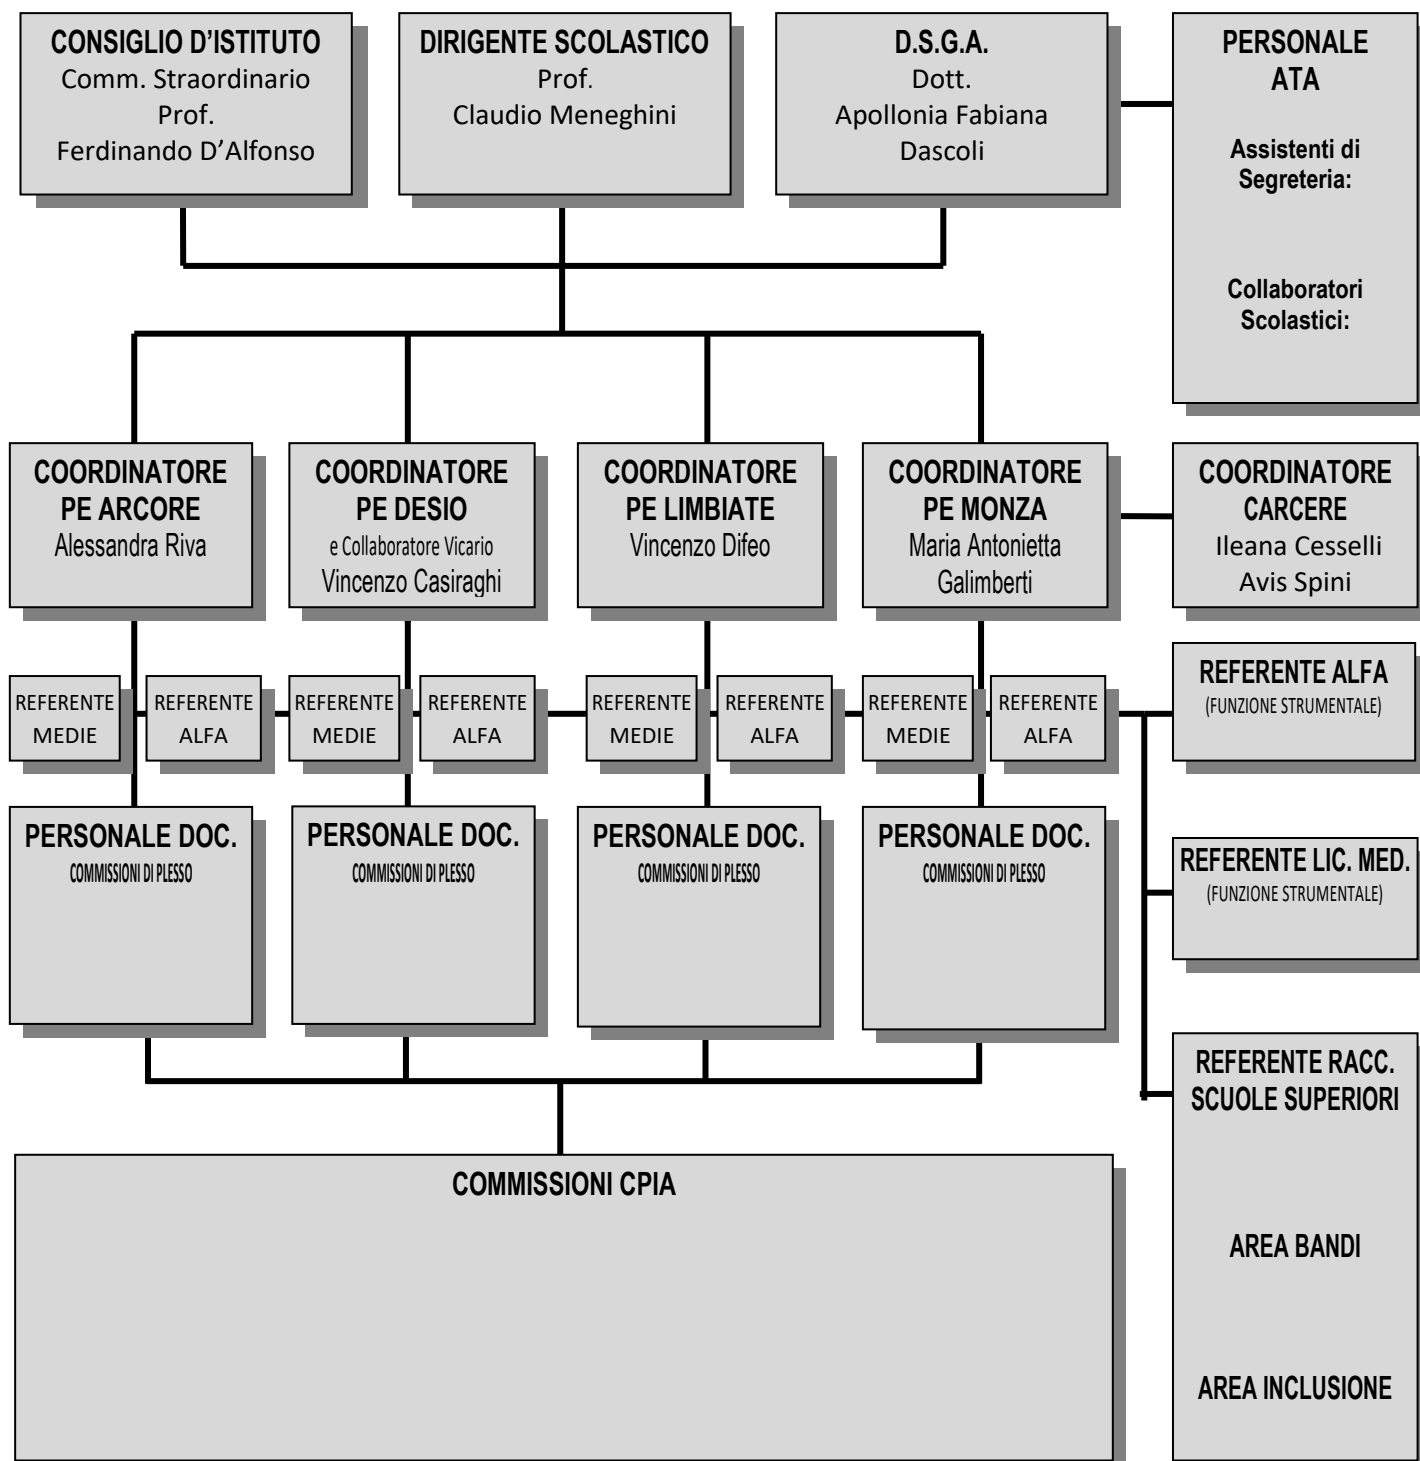 CONSIGLIO D'ISTITUTO
Comm. Straordinario
Prof.
Ferdinando D'Alfonso
DIRIGENTE SCOLASTICO
Prof.
Claudio Meneghini
D.S.G.A.
Dott.
Apollonia Fabiana
Dascoli
PERSONALE
ATA
Assistenti di
Segreteria:
Collaboratori
Scolastici:
COORDINATORE
PE ARCORE
Alessandra Riva
COORDINATORE
PE DESIO
e Collaboratore Vicario
Vincenzo Casiraghi
COORDINATORE
PE LIMBIATE
Vincenzo Difeo
COORDINATORE
PE MONZA
Maria Antonietta
Galimberti
COORDINATORE
CARCERE
Ileana Cesselli
Avis Spini
REFERENTE
MEDIE
REFERENTE
ALFA
REFERENTE
MEDIE
REFERENTE
ALFA
REFERENTE
MEDIE
REFERENTE
ALFA
REFERENTE
MEDIE
REFERENTE
ALFA
REFERENTE ALFA
(FUNZIONE STRUMENTALE)
PERSONALE DOC.
COMMISSIONI DI PLESSO
PERSONALE DOC.
COMMISSIONI DI PLESSO
PERSONALE DOC.
COMMISSIONI DI PLESSO
PERSONALE DOC.
COMMISSIONI DI PLESSO
REFERENTE LIC. MED.
(FUNZIONE STRUMENTALE)
REFERENTE RACC.
SCUOLE SUPERIORI
AREA BANDI
AREA INCLUSIONE
COMMISSIONI CPIA